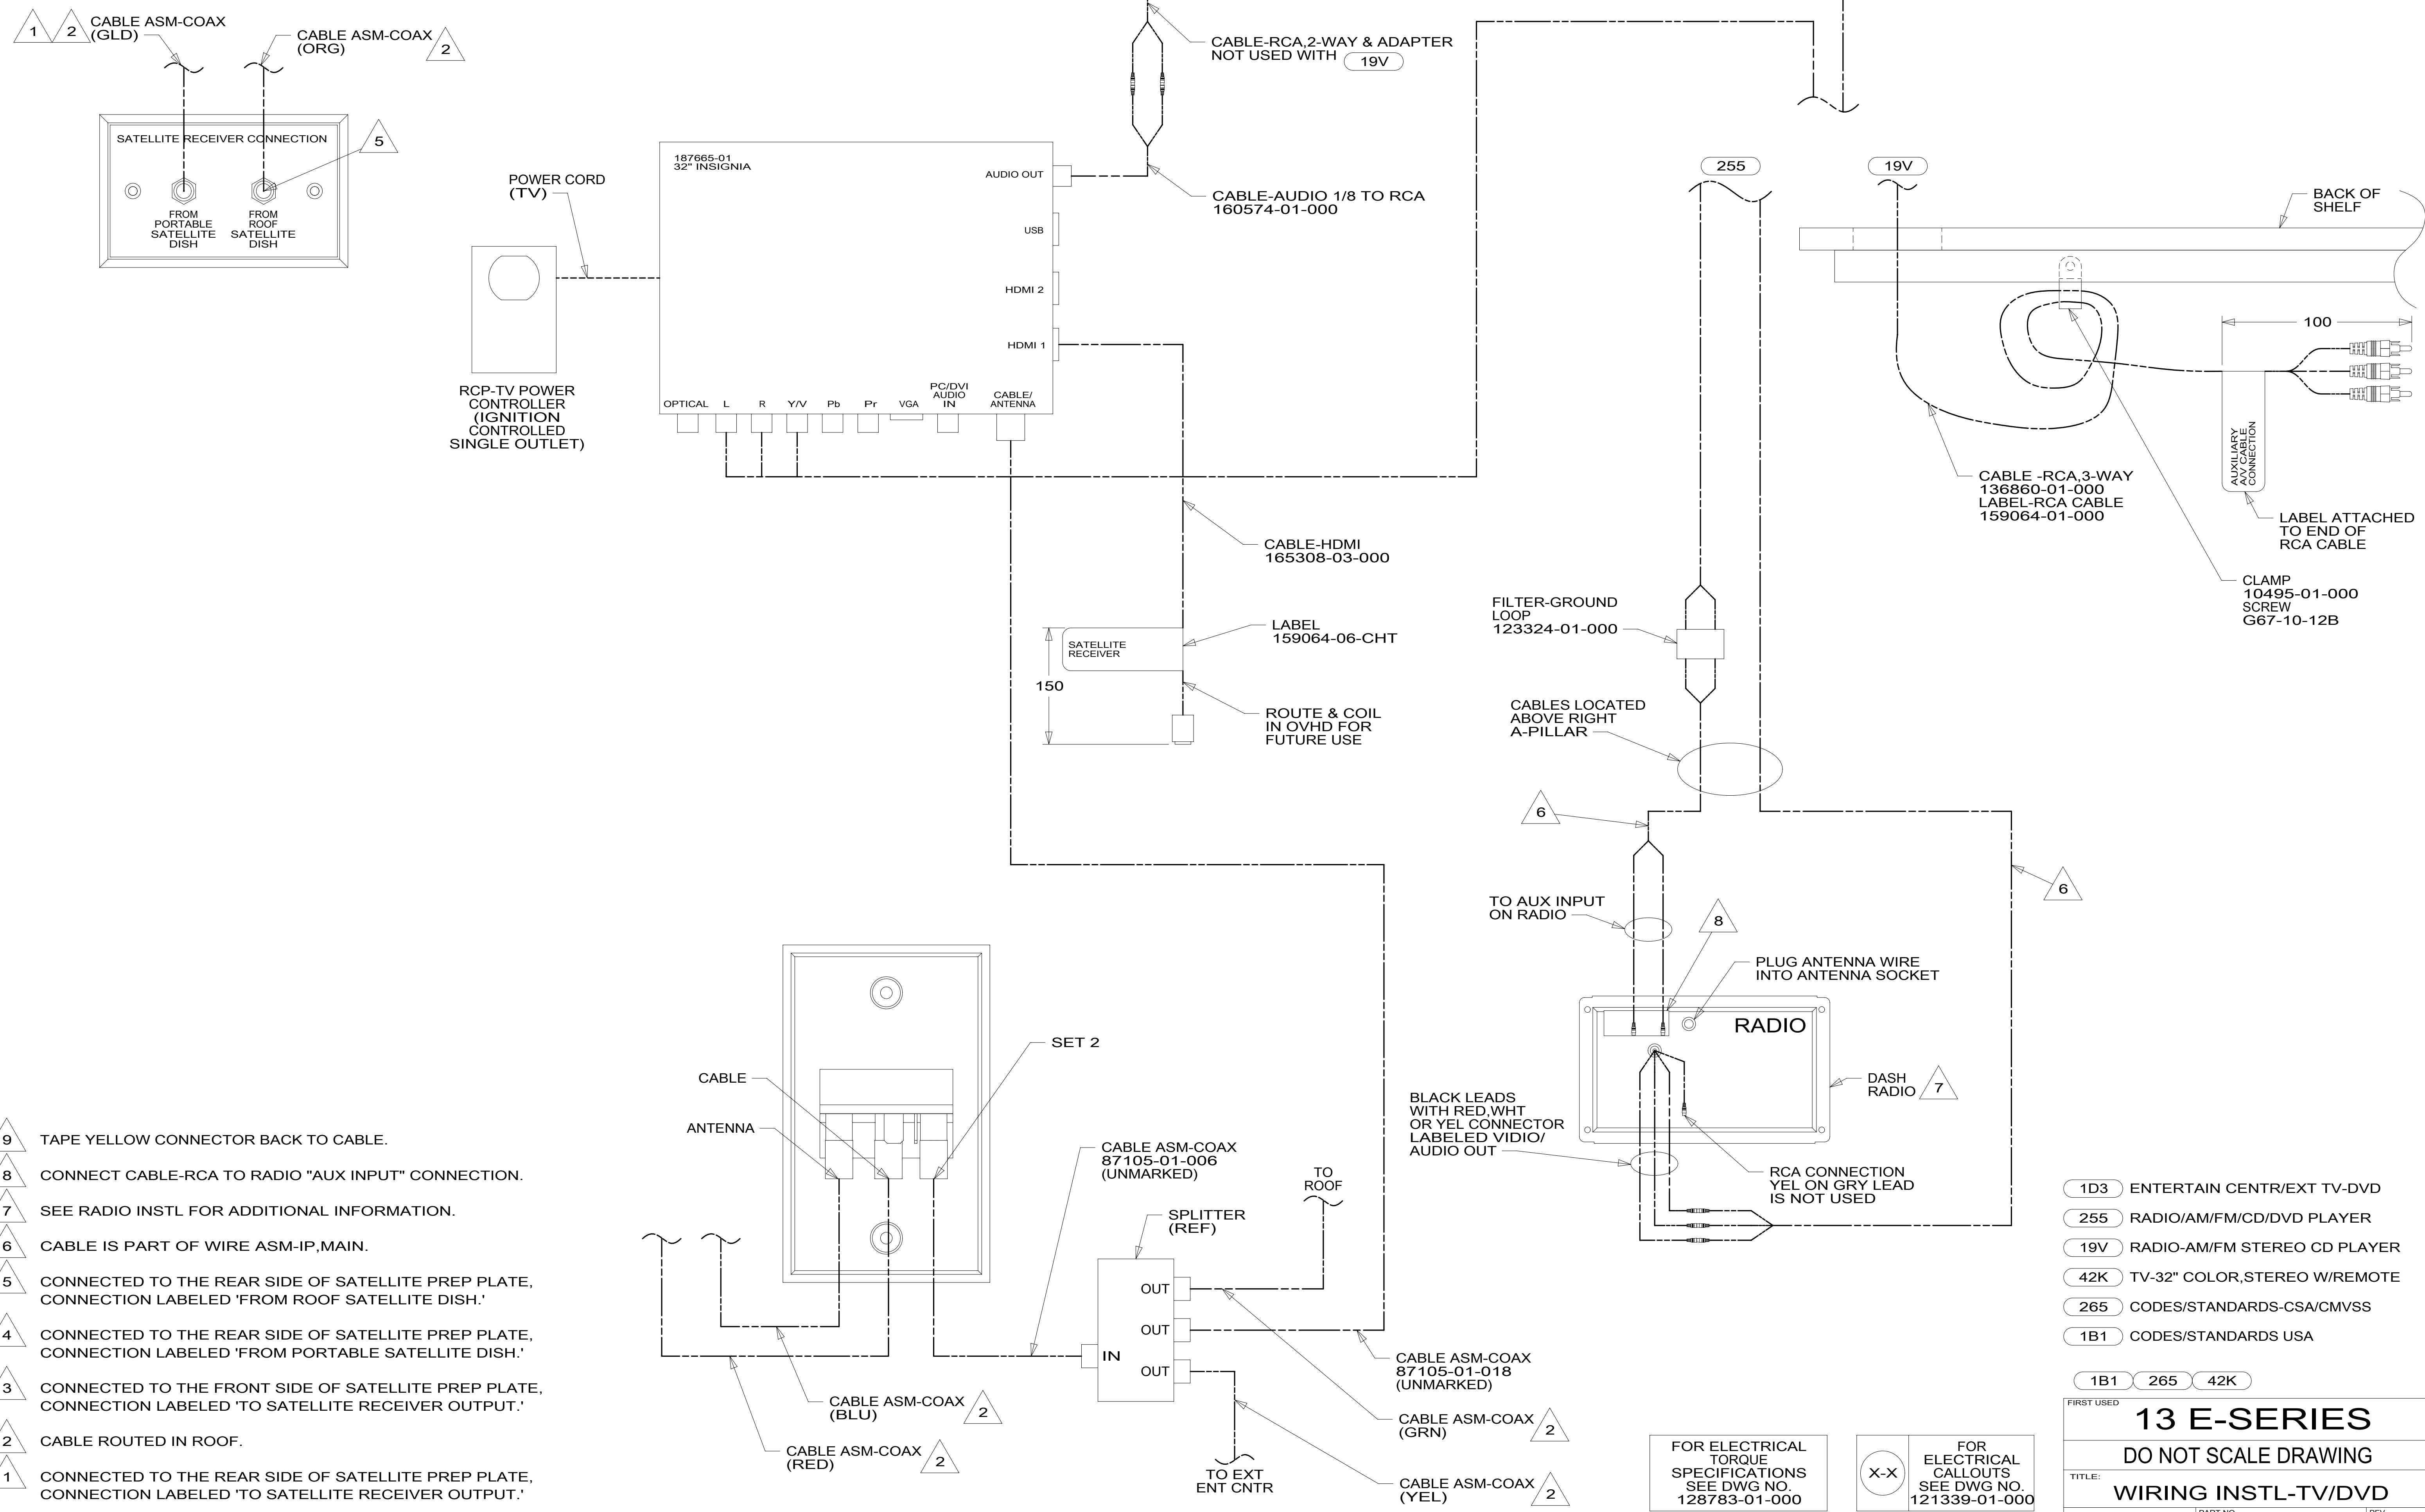 1
2
CABLE ASM-COAX
(GLD)
CABLE ASM-COAX
(ORG)
2
SATELLITE RECEIVER CONNECTION
5
FROM
PORTABLE
SATELLITE
DISH
FROM
ROOF
SATELLITE
DISH
POWER CORD
(TV)
RCP-TV POWER
CONTROLLER
(IGNITION
CONTROLLED
SINGLE OUTLET)
187665-01
32" INSIGNIA
AUDIO OUT
USB
HDMI 2
HDMI 1
OPTICAL
L
R
Y/V
Pb
Pr
VGA
PC/DVI
AUDIO
IN
CABLE/
ANTENNA
CABLE-RCA,2-WAY & ADAPTER
NOT USED WITH 19V
CABLE-AUDIO 1/8 TO RCA
160574-01-000
CABLE-HDMI
165308-03-000
LABEL
159064-06-CHT
SATELLITE
RECEIVER
150
ROUTE & COIL
IN OVHD FOR
FUTURE USE
255
19V
BACK OF
SHELF
100
AUXILIARY
A/V CABLE
CONNECTION
CABLE -RCA,3-WAY
136860-01-000
LABEL-RCA CABLE
159064-01-000
LABEL ATTACHED
TO END OF
RCA CABLE
CLAMP
10495-01-000
SCREW
G67-10-12B
FILTER-GROUND
LOOP
123324-01-000
CABLES LOCATED
ABOVE RIGHT
A-PILLAR
6
6
TO AUX INPUT
ON RADIO
8
PLUG ANTENNA WIRE
INTO ANTENNA SOCKET
RADIO
DASH
RADIO
7
BLACK LEADS
WITH RED,WHT
OR YEL CONNECTOR
LABELED VIDIO/
AUDIO OUT
RCA CONNECTION
YEL ON GRY LEAD
IS NOT USED
SET 2
CABLE
ANTENNA
CABLE ASM-COAX
87105-01-006
(UNMARKED)
SPLITTER
(REF)
TO
ROOF
OUT
OUT
IN
OUT
CABLE ASM-COAX
(BLU)
2
CABLE ASM-COAX
(RED)
2
CABLE ASM-COAX
87105-01-018
(UNMARKED)
CABLE ASM-COAX
(GRN)
2
TO EXT
ENT CNTR
CABLE ASM-COAX
(YEL)
2
9 TAPE YELLOW CONNECTOR BACK TO CABLE.
8 CONNECT CABLE-RCA TO RADIO "AUX INPUT" CONNECTION.
7 SEE RADIO INSTL FOR ADDITIONAL INFORMATION.
6 CABLE IS PART OF WIRE ASM-IP,MAIN.
5 CONNECTED TO THE REAR SIDE OF SATELLITE PREP PLATE,
CONNECTION LABELED 'FROM ROOF SATELLITE DISH.'
4 CONNECTED TO THE REAR SIDE OF SATELLITE PREP PLATE,
CONNECTION LABELED 'FROM PORTABLE SATELLITE DISH.'
3 CONNECTED TO THE FRONT SIDE OF SATELLITE PREP PLATE,
CONNECTION LABELED 'TO SATELLITE RECEIVER OUTPUT.'
2 CABLE ROUTED IN ROOF.
1 CONNECTED TO THE REAR SIDE OF SATELLITE PREP PLATE,
CONNECTION LABELED 'TO SATELLITE RECEIVER OUTPUT.'
1D3 ENTERTAIN CENTR/EXT TV-DVD
255 RADIO/AM/FM/CD/DVD PLAYER
19V RADIO-AM/FM STEREO CD PLAYER
42K TV-32" COLOR,STEREO W/REMOTE
265 CODES/STANDARDS-CSA/CMVSS
1B1 CODES/STANDARDS USA
1B1 265 42K
FOR ELECTRICAL
TORQUE
SPECIFICATIONS
SEE DWG NO.
128783-01-000
X-X
FOR
ELECTRICAL
CALLOUTS
SEE DWG NO.
121339-01-000
FIRST USED
13 E-SERIES
DO NOT SCALE DRAWING
TITLE:
WIRING INSTL-TV/DVD